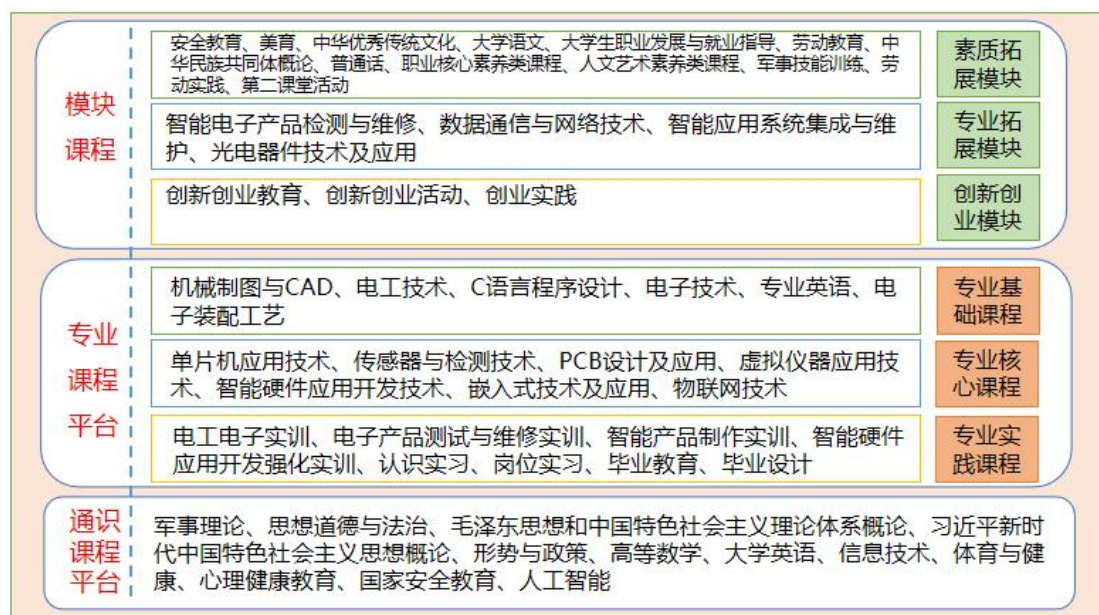 模块
课程
安全教育、美育、中华优秀传统文化、大学语文、大学生职业发展与就业指导、劳动教育、中
华民族共同体概论、普通话、职业核心素养类课程、人文艺术素养类课程、军事技能训练、劳
动实践、第二课堂活动
素质拓
展模块
智能电子产品检测与维修、数据通信与网络技术、智能应用系统集成与维
护、光电器件技术及应用
专业拓
展模块
创新创业教育、创新创业活动、创业实践
创新创
业模块
专业
课程
平台
机械制图与CAD、电工技术、C语言程序设计、电子技术、专业英语、电
子装配工艺
专业基
础课程
单片机应用技术、传感器与检测技术、PCB设计及应用、虚拟仪器应用技
术、智能硬件应用开发技术、嵌入式技术及应用、物联网技术
专业核
心课程
电工电子实训、电子产品测试与维修实训、智能产品制作实训、智能硬件
应用开发强化实训、认识实习、岗位实习、毕业教育、毕业设计
专业实
践课程
通识
课程
平台
军事理论、思想道德与法治、毛泽东思想和中国特色社会主义理论体系概论、习近平新时
代中国特色社会主义思想概论、形势与政策、高等数学、大学英语、信息技术、体育与健
康、心理健康教育、国家安全教育、人工智能